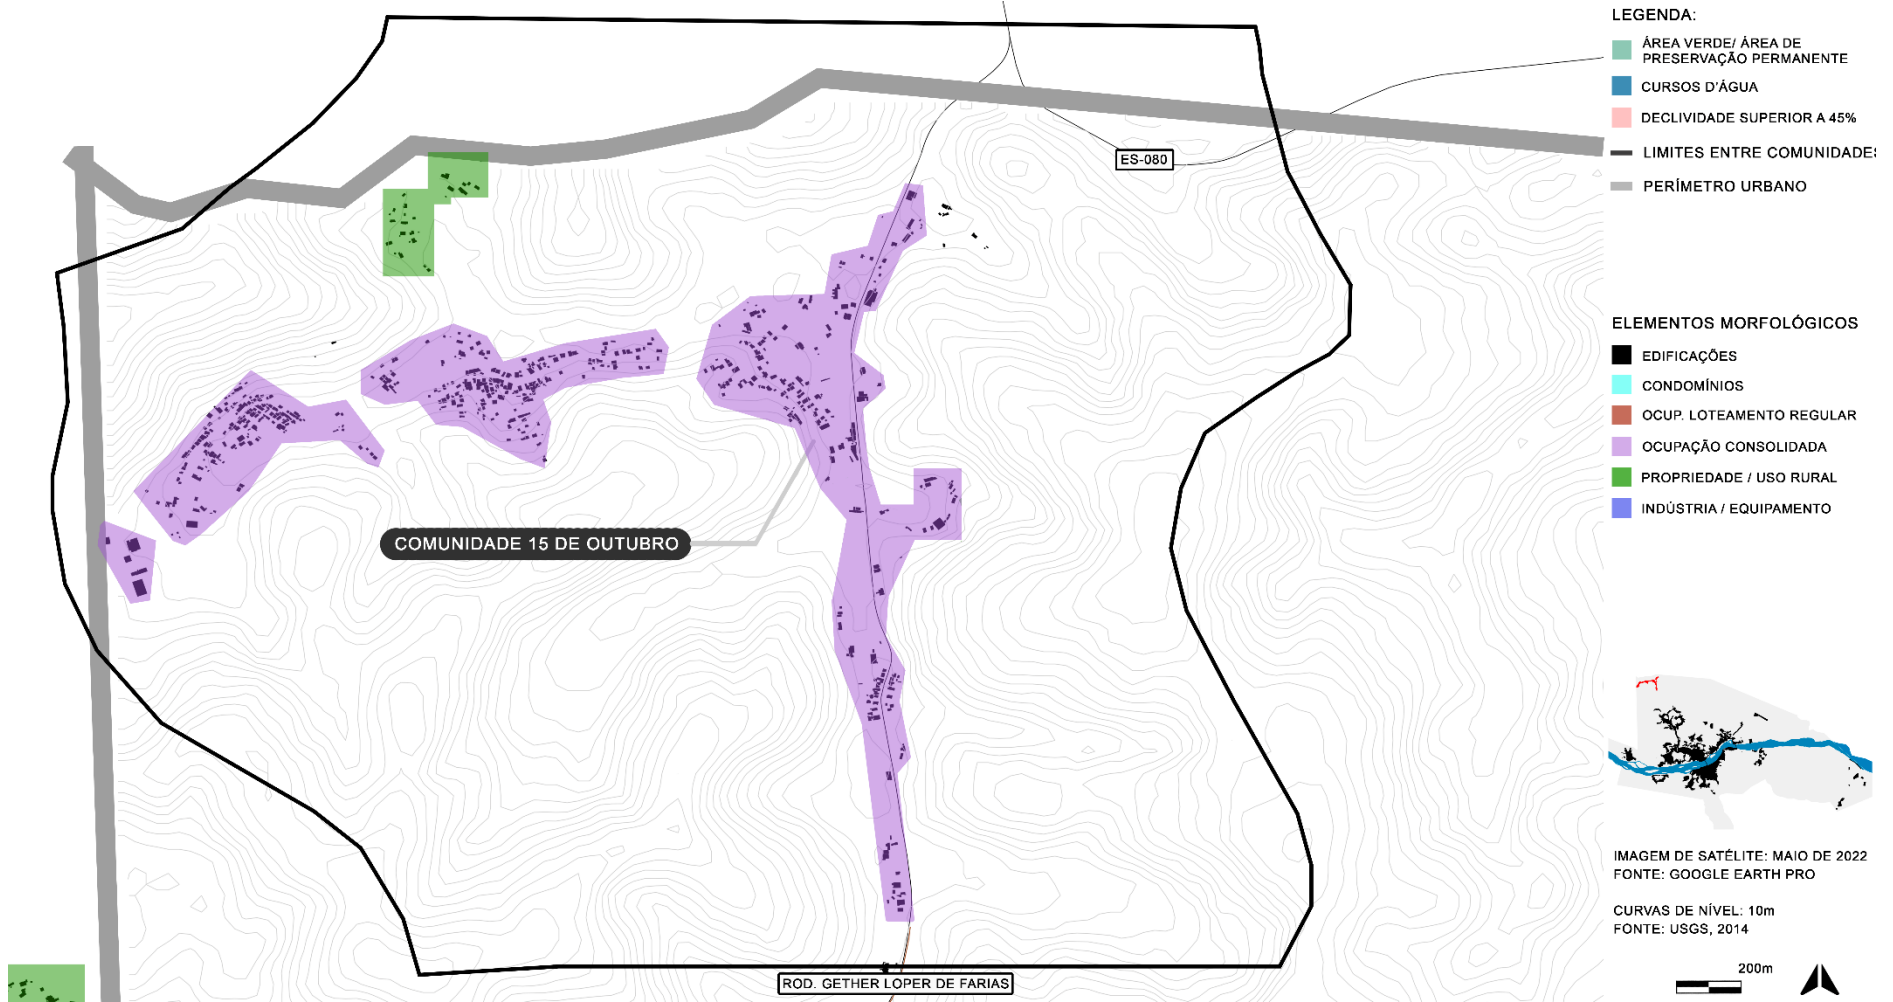 LEGENDA:
ÁREA VERDE/ ÁREA DE
PRESERVAÇÃO PERMANENTE
CURSOS D'ÁGUA
DECLIVIDADE SUPERIOR A 45%
LIMITES ENTRE COMUNIDADES
PERÍMETRO URBANO
ES-080
ELEMENTOS MORFOLÓGICOS
EDIFICAÇÕES
CONDOMÍNIOS
OCUP. LOTEAMENTO REGULAR
OCUPAÇÃO CONSOLIDADA
PROPRIEDADE / USO RURAL
INDÚSTRIA / EQUIPAMENTO
COMUNIDADE 15 DE OUTUBRO
IMAGEM DE SATÉLITE: MAIO DE 2022
FONTE: GOOGLE EARTH PRO
CURVAS DE NÍVEL: 10m
FONTE: USGS, 2014
200m
ROD. GETHER LOPER DE FARIAS